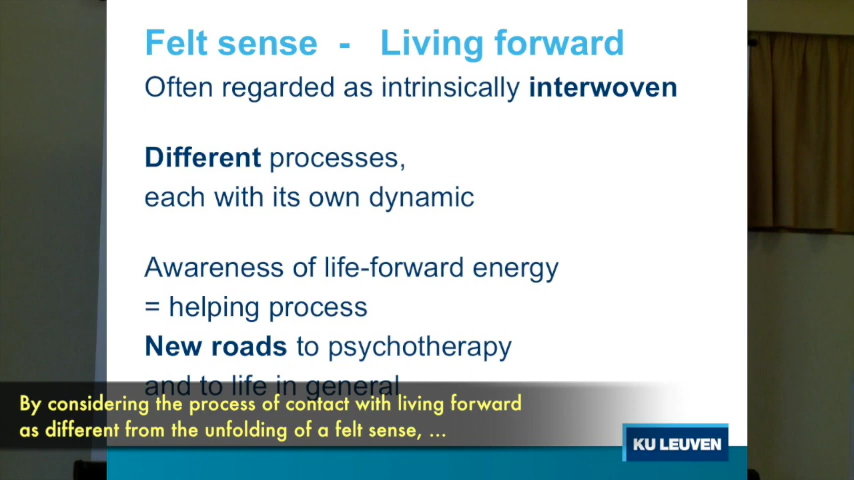 Felt sense - Living forward
Often regarded as intrinsically interwoven
Different processes,
each with its own dynamic
Awareness of life-forward energy
= helping process
New roads to psychotherapy
and to life in general
By considering the process of contact with living forward
as different from the unfolding of a felt sense, ...
KU LEUVEN